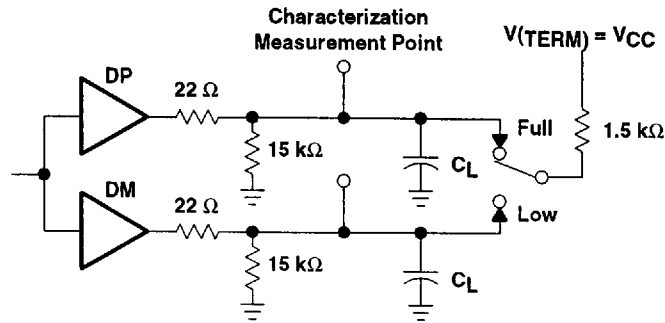 Characterization
Measurement Point
V(TERM) = VCC
DP
22 Ω
Full
1.5 kΩ
15 kΩ
CL
DM
22 Ω
Low
15 kΩ
CL